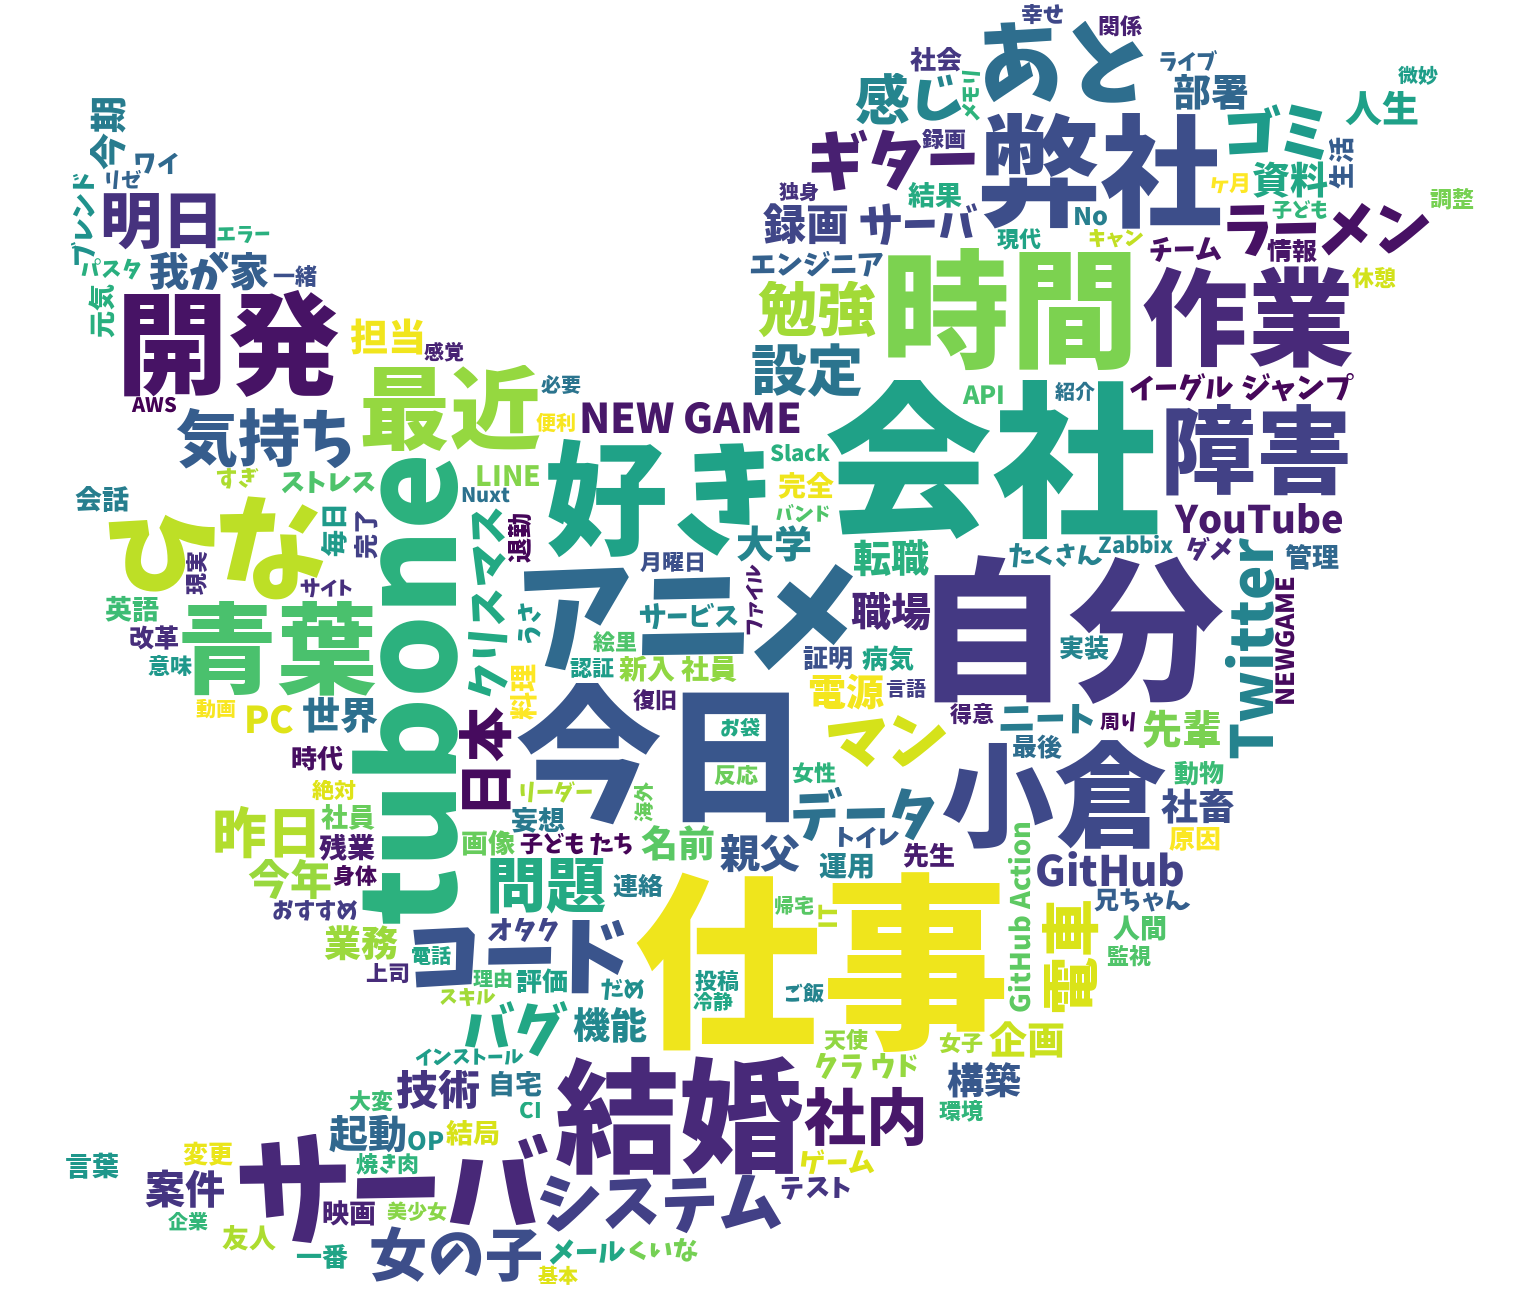 幸せ
関係
あと
社会
ライブ
微妙
感じ
メモリ
部署
人生
今期
ゴミ
弊社
ギター
録画
生活
ワイ
リゼ
ブレンド
明日
独身
結果
ケ月
資料
調整
録画
サーバ
No
子ども
ラーメン
エラー
現代
キャン
チーム
情報
パスタ
我が家
一緒
エンジニア
時間
作業
休憩
元気
開発
勉強
担当
感覚
設定
最近
必要
API
紹介
イーグル ジャンプ
AWS
便利
NEW GAME
会社
障害
気持ち
好き
Slack
すぎ
ストレス
LINE
完全
会話
Nuxt
バンド
YouTube
ひな
毎日
完了
tubone
クリスマス
退勤
大学
転職
たくさん
Zabbix
ダメ
管理
現実
サイト
月曜日
アニメ
ファイル
自分
Twitter
NEWGAME
英語
青葉
うさ
サービス
職場
改革
絵里
実装
意味
認証
新入 社員
証明
病気
料理
復旧
電源
言語
動画
PC
世界
日本
今日
お袋
マン
得意
ニート
周り
先輩
時代
最後
反応
女性
小倉
動物
絶対
リーダー
海外
データ
社畜
昨日
社員
妄想
残業
画像
子ども たち
名前
親父
トイレ
原因
今年
身体
問題
連絡
運用
先生
GitHub Action
GitHub
おすすめ
仕事
帰宅
IT
兄ちゃん
業務
コード
オタク
電車
人間
電話
監視
上司
理由
評価
だめ
投稿
スキル
冷静
ご飯
バグ
機能
天使
女子
企画
インストール
クラウド
技術
自宅
結婚
構築
大変
CI
社内
環境
起動
OP
結局
言葉
変更
サーバ
焼き肉
ゲーム
案件
システム
テスト
企業
映画
美少女
友人
一番
女の子
メール
くいな
基本